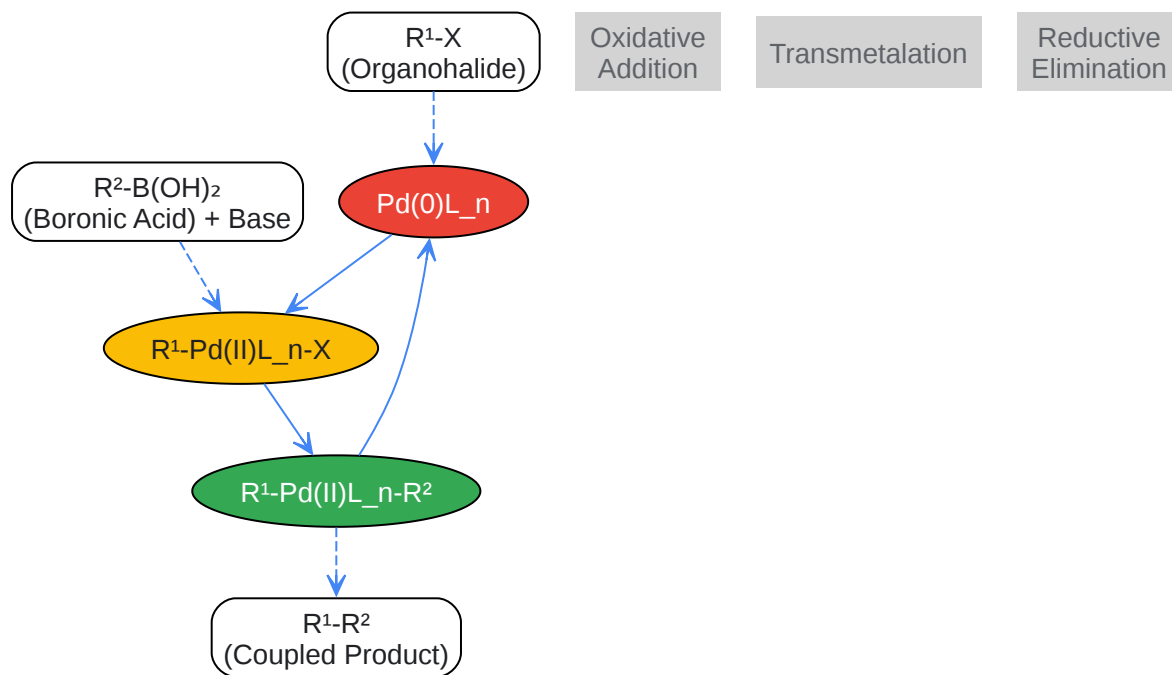 R¹-X
(Organohalide)
Oxidative
Addition
Transmetalation
Reductive
Elimination
R²-B(OH)₂
(Boronic Acid) + Base
Pd(0)L_n
R¹-Pd(II)L_n-X
R¹-Pd(II)L_n-R²
R¹-R²
(Coupled Product)